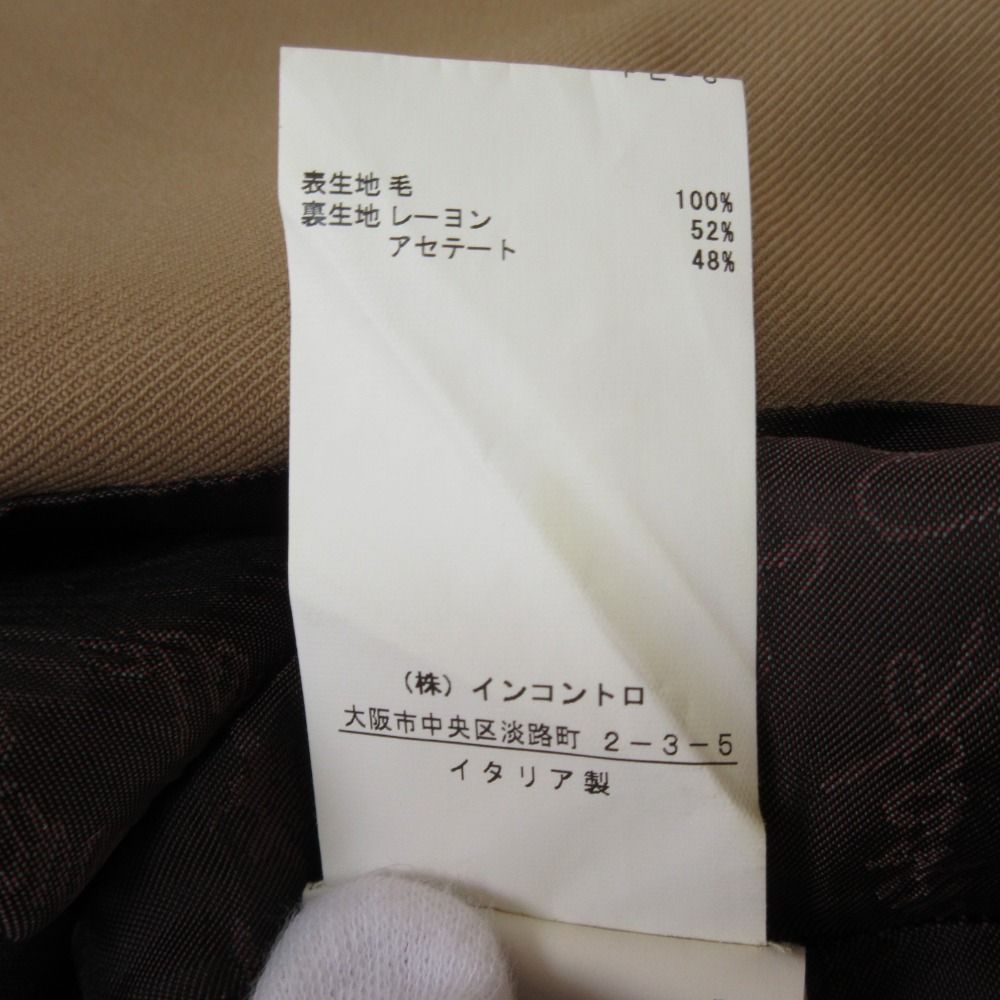 表生地 毛 100%
裏生地 レーヨン 52%
アセテート 48%
（株）インコントロ
大阪市中央区淡路町 2－3－5
イタリア製